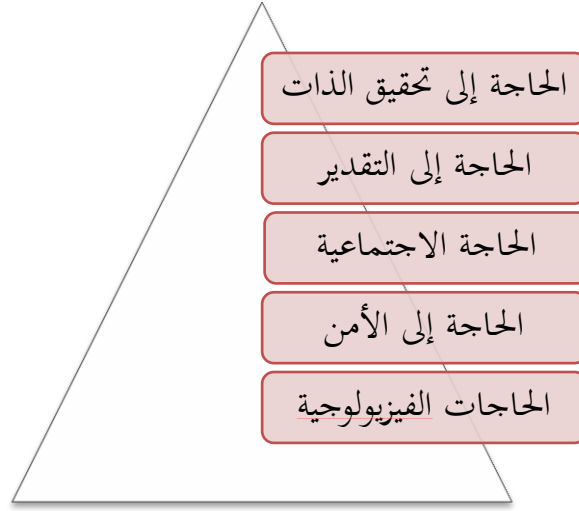 الحاجة إلى تحقيق الذات
الحاجة إلى التقدير
الحاجة الاجتماعية
الحاجة إلى الأمن
الحاجات الفيزيولوجية